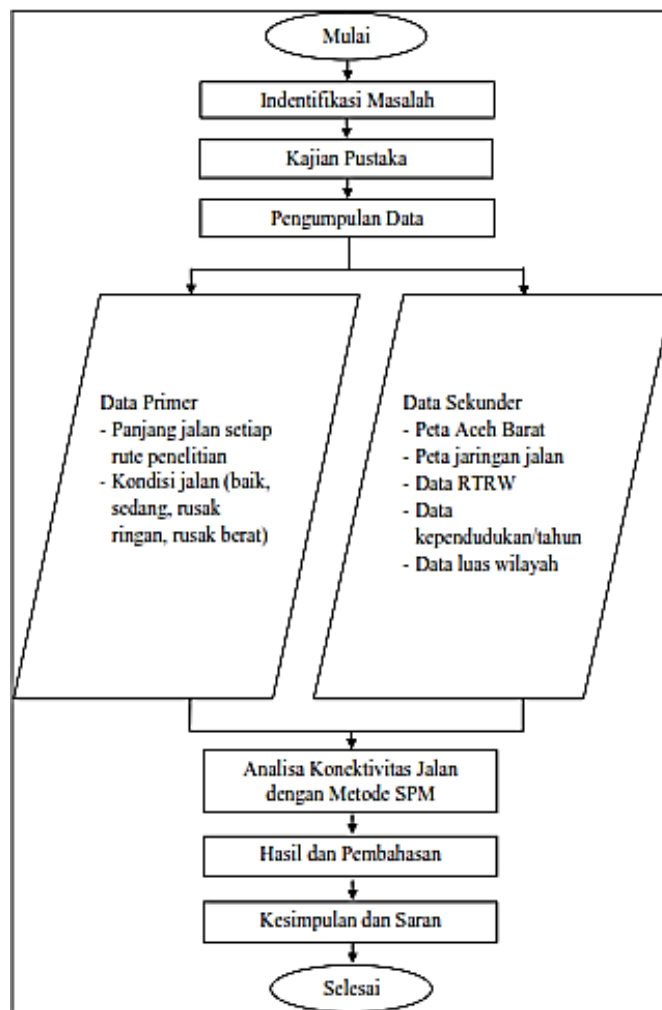 Mulai
Indentifikasi Masalah
Kajian Pustaka
Pengumpulan Data
Data Primer
- Panjang jalan setiap
rute penelitian
- Kondisi jalan (baik,
sedang, rusak
ringan, rusak berat)
Data Sekunder
- Peta Aceh Barat
- Peta jaringan jalan
- Data RTRW
- Data
kependudukan/tahun
- Data luas wilayah
Analisa Konektivitas Jalan
dengan Metode SPM
Hasil dan Pembahasan
Kesimpulan dan Saran
Selesai